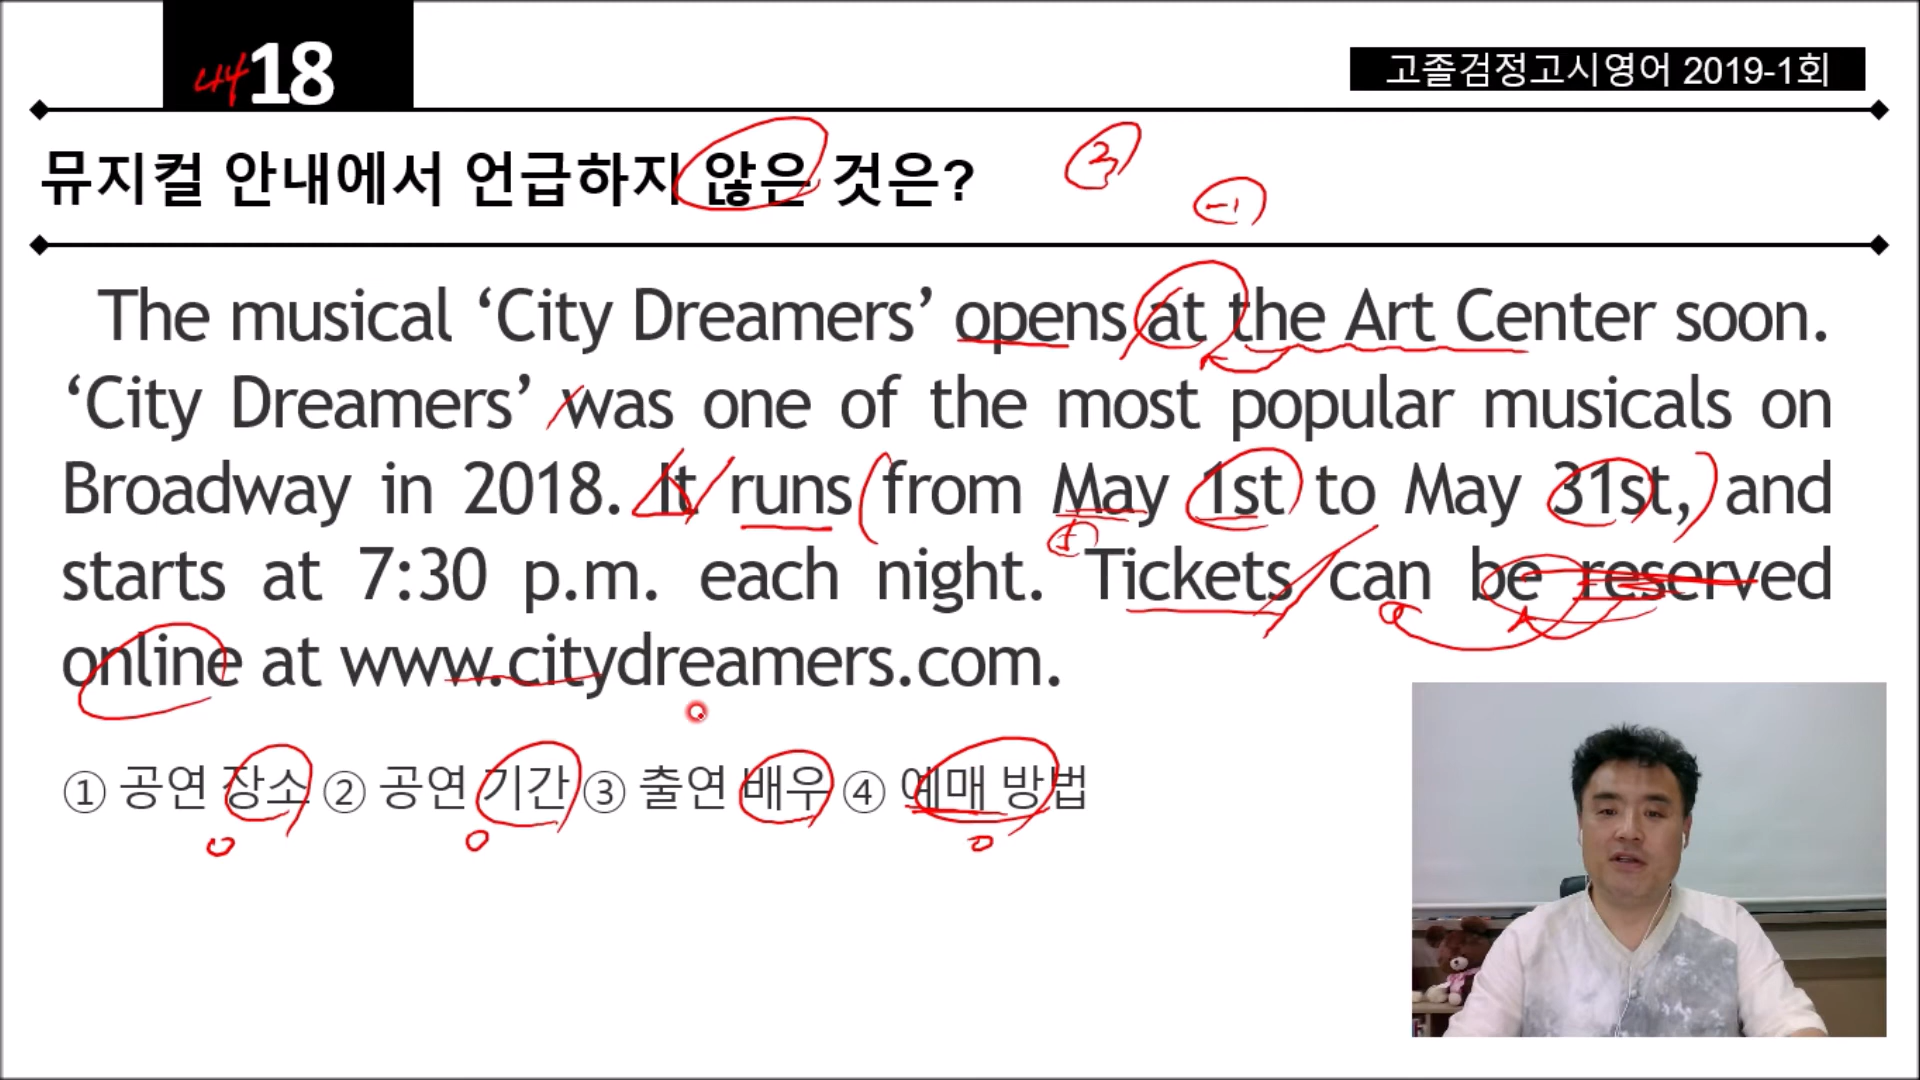 18
고졸검정고시영어 2019-1회
뮤지컬 안내에서 언급하지 않은 것은?
The musical ‘City Dreamers’ opens at the Art Center soon.
‘City Dreamers’ was one of the most popular musicals on
Broadway in 2018. It runs from May 1st to May 31st, and
starts at 7:30 p.m. each night. Tickets can be reserved
online at www.citydreamers.com.
① 공연 장소 ② 공연 기간 ③ 출연 배우 ④ 예매 방법